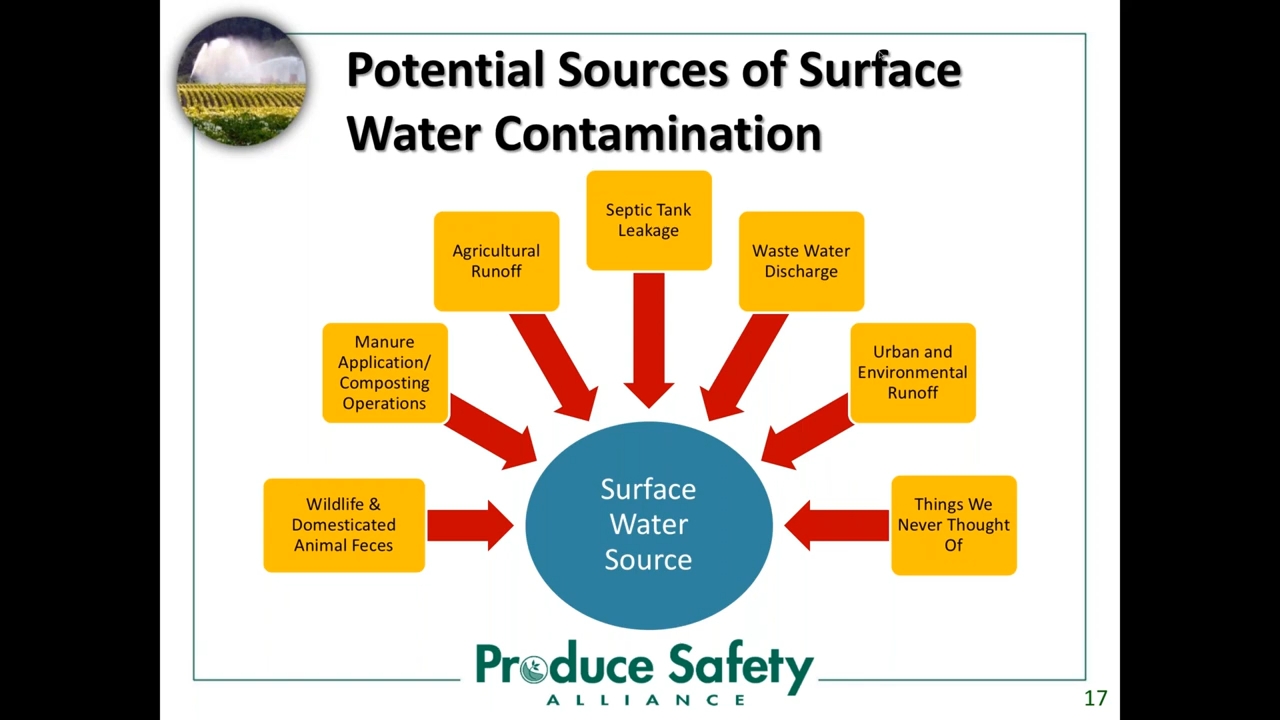 Potential Sources of Surface
Water Contamination
Septic Tank
Leakage
Agricultural
Runoff
Waste Water
Discharge
Manure
Application/
Composting
Operations
Urban and
Environmental
Runoff
Wildlife &
Domesticated
Animal Feces
Surface
Water
Source
Things We
Never Thought
Of
Produce Safety
ALLIANCE
17